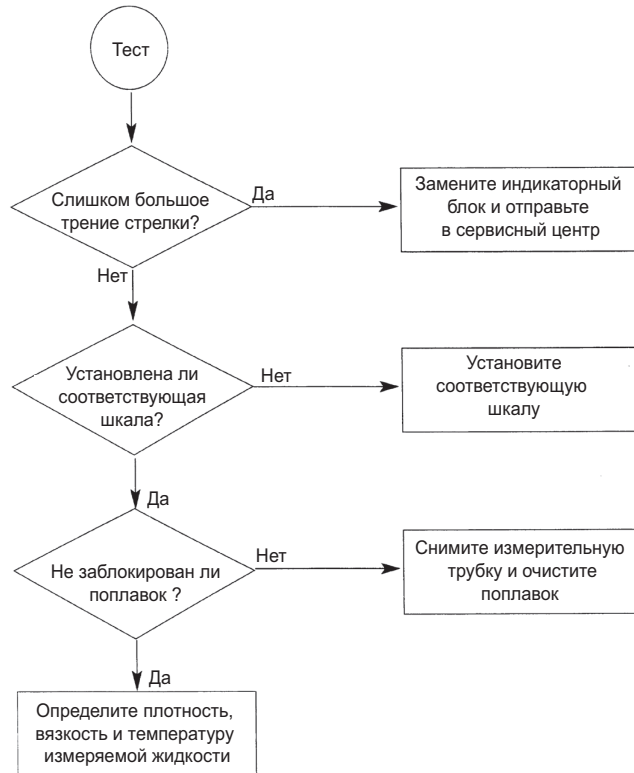 Тест
Слишком большое
трение стрелки?
Да
Замените индикаторный
блок и отправьте
в сервисный центр
Нет
Установлена ли
соответствующая
шкала?
Нет
Установите
соответствующую
шкалу
Да
Не заблокирован ли
поплавок ?
Нет
Снимите измерительную
трубку и очистите
поплавок
Да
Определите плотность,
вязкость и температуру
измеряемой жидкости